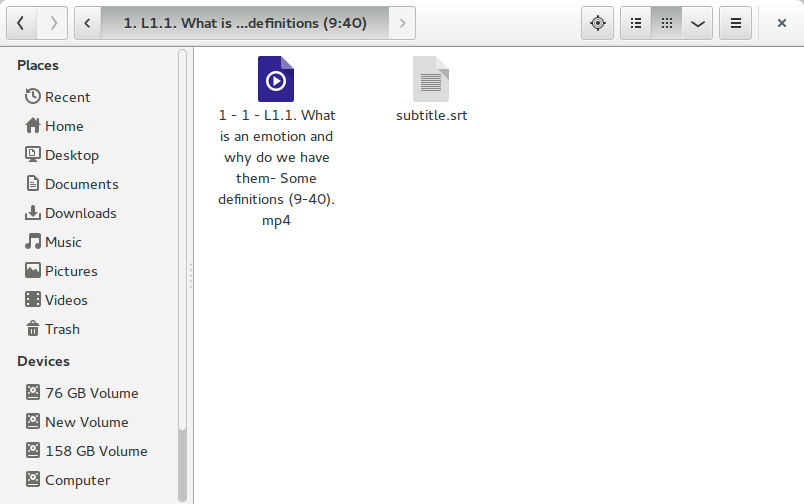 1. L1.1. What is ...definitions (9:40)
Places
Recent
Home
Desktop
Documents
Downloads
Music
Pictures
Videos
Trash
Devices
76 GB Volume
New Volume
158 GB Volume
Computer
1 - 1 - L1.1. What
is an emotion and
why do we have
them- Some
definitions (9-40).
mp4
subtitle.srt